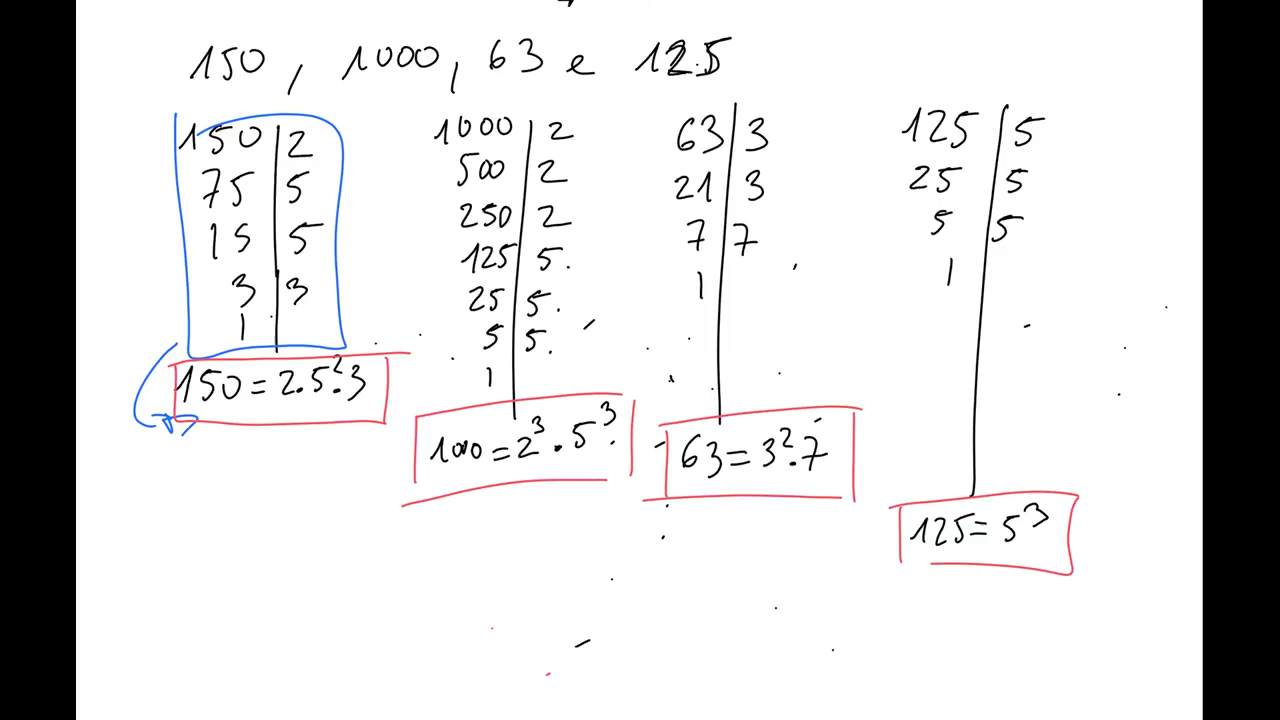 150, 1000, 63 e 125
150 | 2
75 | 5
15 | 5
3 | 3
1
150 = 2.5².3
1000 | 2
500 | 2
250 | 2
125 | 5.
25 | 5.
5 | 5.
1
1000 = 2³.5³.
63 | 3
21 | 3
7 | 7
1
63 = 3².7
125 | 5
25 | 5
5 | 5
1
125 = 5³